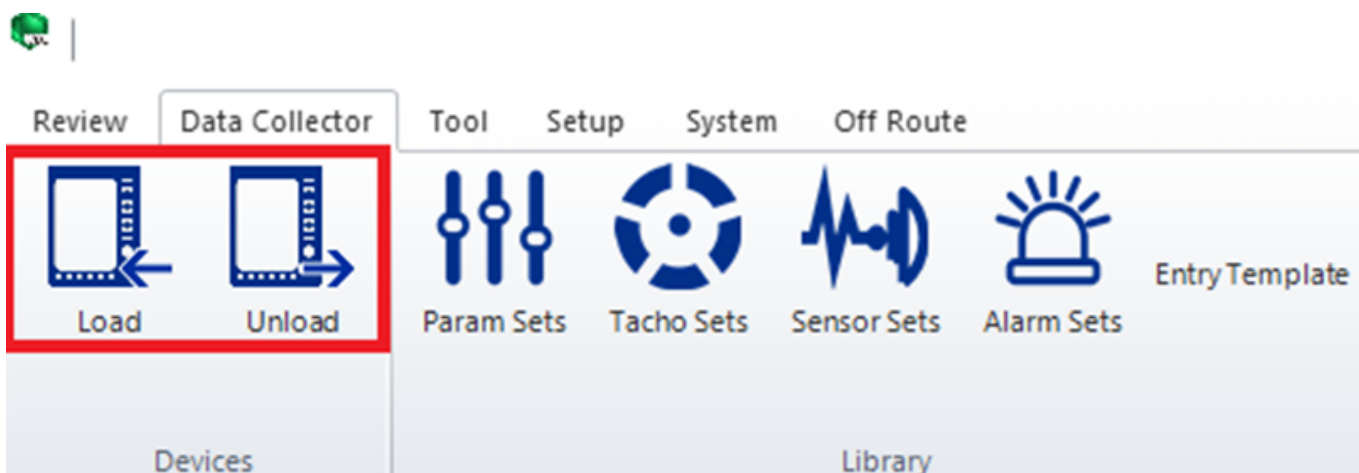 Review Data Collector Tool Setup System Off Route
Load Unload Param Sets Tacho Sets Sensor Sets Alarm Sets Entry Template
Devices Library